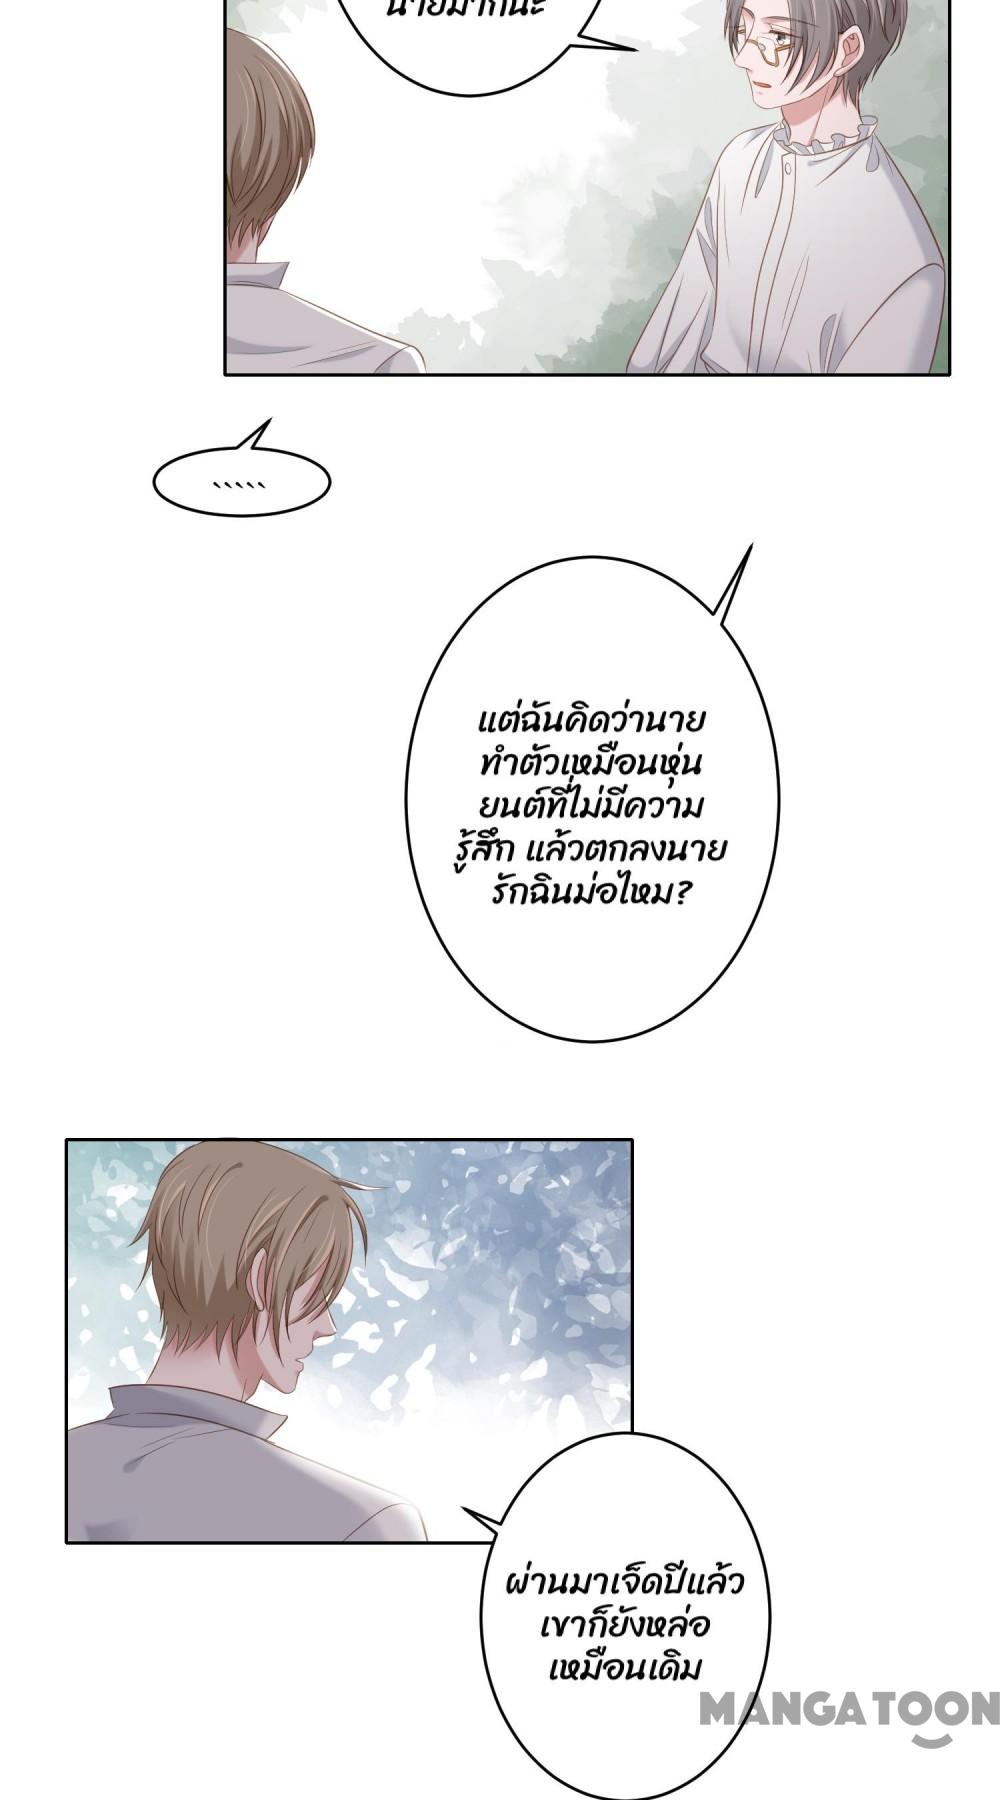 นายมากนะ
`````
แต่ฉันคิดว่านาย
ทำตัวเหมือนหุ่น
ยนต์ที่ไม่มีความ
รู้สึก แล้วตกลงนาย
รักฉินม่อไหม?
ผ่านมาเจ็ดปีแล้ว
เขาก็ยังหล่อ
เหมือนเดิม
MANGATOON